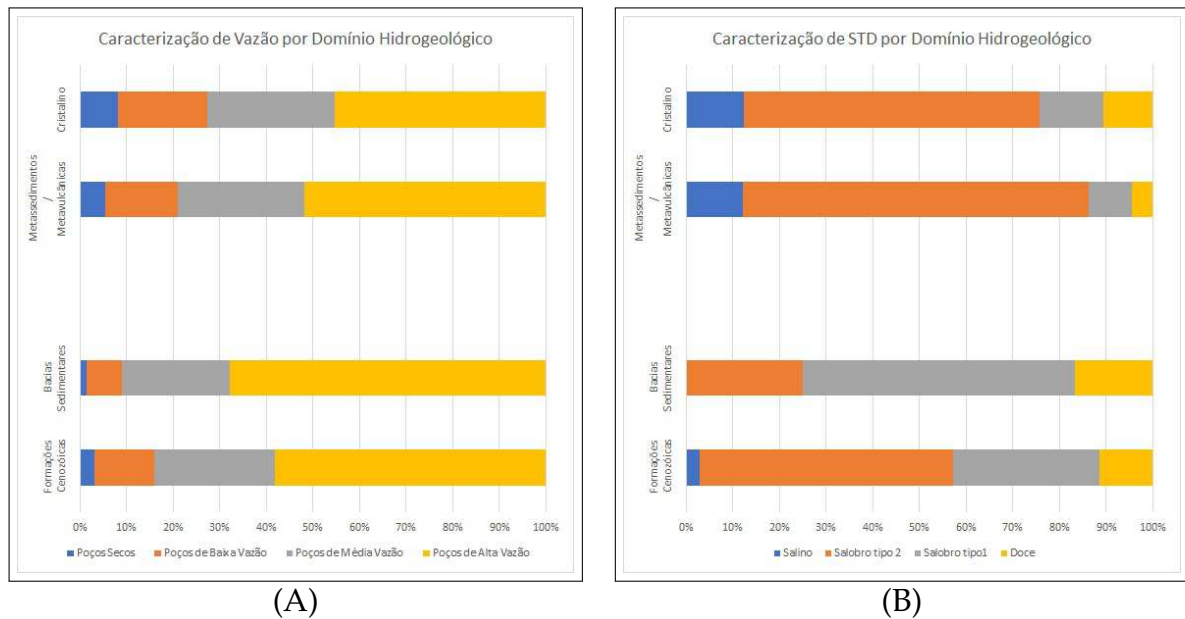 Caracterização de Vazão por Domínio Hidrogeológico
Cristalino
Metassedimentos
/
Metavulcânicas
Bacias
Sedimentares
Formações
Cenozóicas
0% 10% 20% 30% 40% 50% 60% 70% 80% 90% 100%
Poços Secos Poços de Baixa Vazão Poços de Média Vazão Poços de Alta Vazão
(A)
Caracterização de STD por Domínio Hidrogeológico
Cristalino
Metassedimentos
/
Metavulcânicas
Bacias
Sedimentares
Formações
Cenozóicas
0% 10% 20% 30% 40% 50% 60% 70% 80% 90% 100%
Salino Salobro tipo 2 Salobro tipo1 Doce
(B)